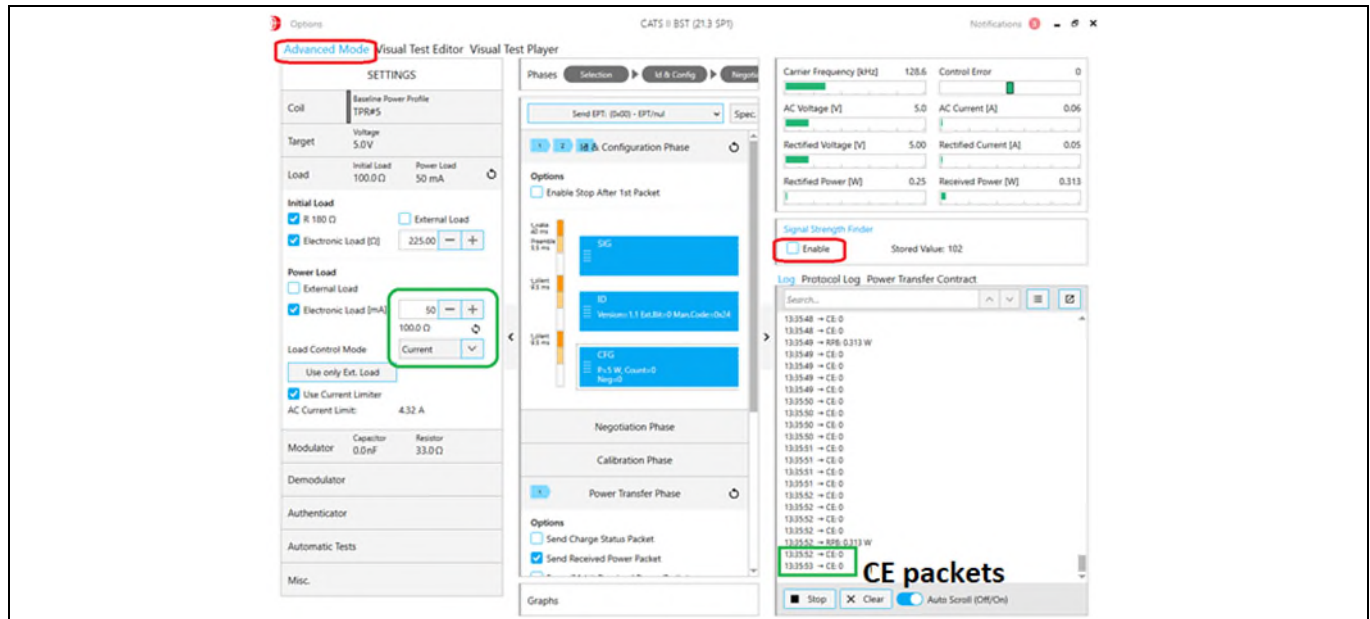 Options
CATS II BST (21.3 SP1)
Notifications 3
Advanced Mode Visual Test Editor Visual Test Player
SETTINGS
Coil
Baseline Power Profile
TPR#5
Target
Voltage
5.0 V
Load
Initial Load Power Load
100.0 Ω 50 mA
Initial Load
R 180 Ω External Load
Electronic Load [Ω] 225.00 − +
Power Load
External Load
Electronic Load [mA] 50 − +
100.0 Ω
Load Control Mode Current
Use only Ext. Load
Use Current Limiter
AC Current Limit: 4.32 A
Modulator
Capacitor Resistor
0.0 nF 33.0 Ω
Demodulator
Authenticator
Automatic Tests
Misc.
Phases Selection Id & Config Negoti
Send EPT: (0x00) - EPT/nul Spec.
1 2 Id & Configuration Phase
Options
Enable Stop After 1st Packet
SIG
ID
Version=1.1 Ext.Bit=0 Man.Code=0x24
CFG
P=5 W, Count=0
Neg=0
Negotiation Phase
Calibration Phase
1 Power Transfer Phase
Options
Send Charge Status Packet
Send Received Power Packet
Graphs
Carrier Frequency [kHz] 128.6 Control Error 0
AC Voltage [V] 5.0 AC Current [A] 0.06
Rectified Voltage [V] 5.00 Rectified Current [A] 0.05
Rectified Power [W] 0.25 Received Power [W] 0.313
Signal Strength Finder
Enable Stored Value: 102
Log Protocol Log Power Transfer Contract
Search...
13:35:48 → CE: 0
13:35:48 → CE: 0
13:35:49 → RP8: 0.313 W
13:35:49 → CE: 0
13:35:49 → CE: 0
13:35:49 → CE: 0
13:35:49 → CE: 0
13:35:50 → CE: 0
13:35:50 → CE: 0
13:35:50 → CE: 0
13:35:50 → CE: 0
13:35:51 → CE: 0
13:35:51 → CE: 0
13:35:51 → CE: 0
13:35:52 → CE: 0
13:35:52 → CE: 0
13:35:52 → CE: 0
13:35:52 → RP8: 0.313 W
13:35:52 → CE: 0
13:35:53 → CE: 0
CE packets
Stop Clear Auto Scroll (Off/On)